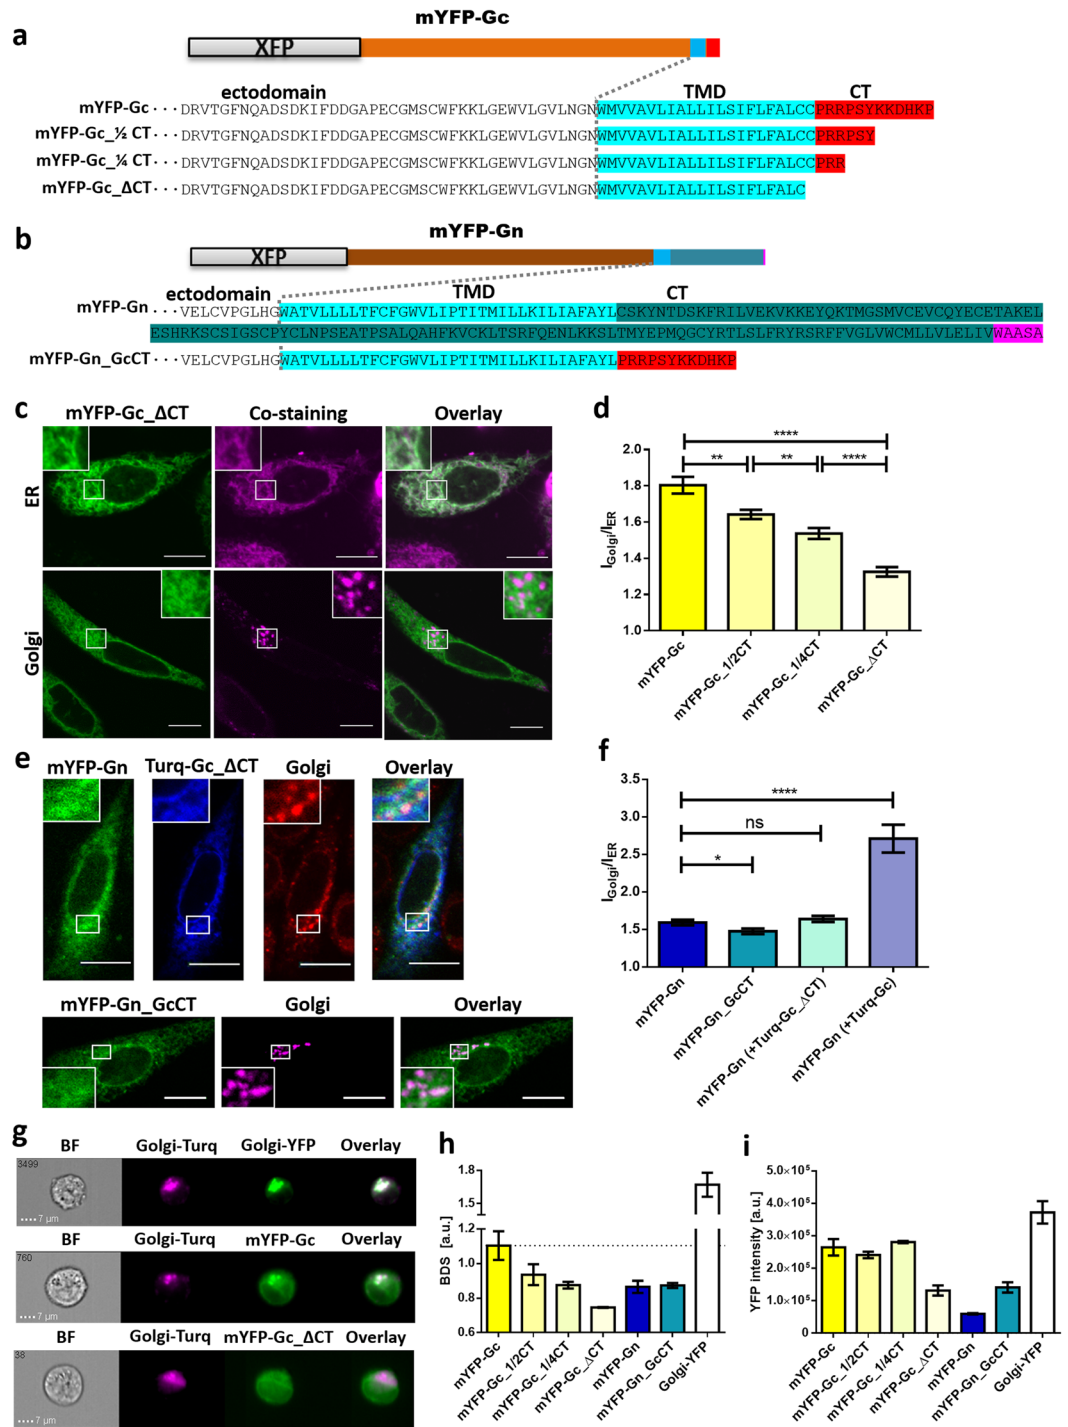 a
mYFP-Gc
XFP
ectodomain TMD CT
mYFP-Gc ···DRVTGFNQADSDKIFDDGAPECGMSCWFKKLGEWVLGVLNGNWMVVAVLIALLILSIFLFALCCPRRPSYKKDHKP
mYFP-Gc_½ CT ···DRVTGFNQADSDKIFDDGAPECGMSCWFKKLGEWVLGVLNGNWMVVAVLIALLILSIFLFALCCPRRPSY
mYFP-Gc_¼ CT ···DRVTGFNQADSDKIFDDGAPECGMSCWFKKLGEWVLGVLNGNWMVVAVLIALLILSIFLFALCCPRR
mYFP-Gc_ΔCT ···DRVTGFNQADSDKIFDDGAPECGMSCWFKKLGEWVLGVLNGNWMVVAVLIALLILSIFLFALC
b
mYFP-Gn
XFP
ectodomain TMD CT
mYFP-Gn ···VELCVPGLHGWATVLLLLTFCFGWVLIPTITMILLKILIAFAYLCSKYNTDSKFRILVEKVKKEYQKTMGSMVCEVCQYECETAKEL
ESHRKSCSIGSCPYCLNPSEATPSALQAHFKVCKLTSRFQENLKKSLTMYEPMQGCYRTLSLFRYRSRFFVGLVWCMLLVLELIVWAASA
mYFP-Gn_GcCT ···VELCVPGLHGWATVLLLLTFCFGWVLIPTITMILLKILIAFAYLPRRPSYKKDHKP
c
mYFP-Gc_ΔCT Co-staining Overlay
ER
Golgi
d
****
** ** ****
2.0
1.8
1.6
1.4
1.2
1.0
I Golgi/I ER
mYFP-Gc
mYFP-Gc_1/2CT
mYFP-Gc_1/4CT
mYFP-Gc_ΔCT
e
mYFP-Gn Turq-Gc_ΔCT Golgi Overlay
mYFP-Gn_GcCT Golgi Overlay
f
****
ns
*
3.5
3.0
2.5
2.0
1.5
1.0
I Golgi/I ER
mYFP-Gn
mYFP-Gn_GcCT
mYFP-Gn (+Turq-Gc_ΔCT)
mYFP-Gn (+Turq-Gc)
g
BF Golgi-Turq Golgi-YFP Overlay
3499
7 µm
BF Golgi-Turq mYFP-Gc Overlay
760
7 µm
BF Golgi-Turq mYFP-Gc_ΔCT Overlay
38
7 µm
h
1.8
1.5
1.2
1.0
0.8
0.6
BDS [a.u.]
mYFP-Gc
mYFP-Gc_1/2CT
mYFP-Gc_1/4CT
mYFP-Gc_ΔCT
mYFP-Gn
mYFP-Gn_GcCT
Golgi-YFP
i
5.0×10⁵
4.0×10⁵
3.0×10⁵
2.0×10⁵
1.0×10⁵
0
YFP intensity [a.u.]
mYFP-Gc
mYFP-Gc_1/2CT
mYFP-Gc_1/4CT
mYFP-Gc_ΔCT
mYFP-Gn
mYFP-Gn_GcCT
Golgi-YFP